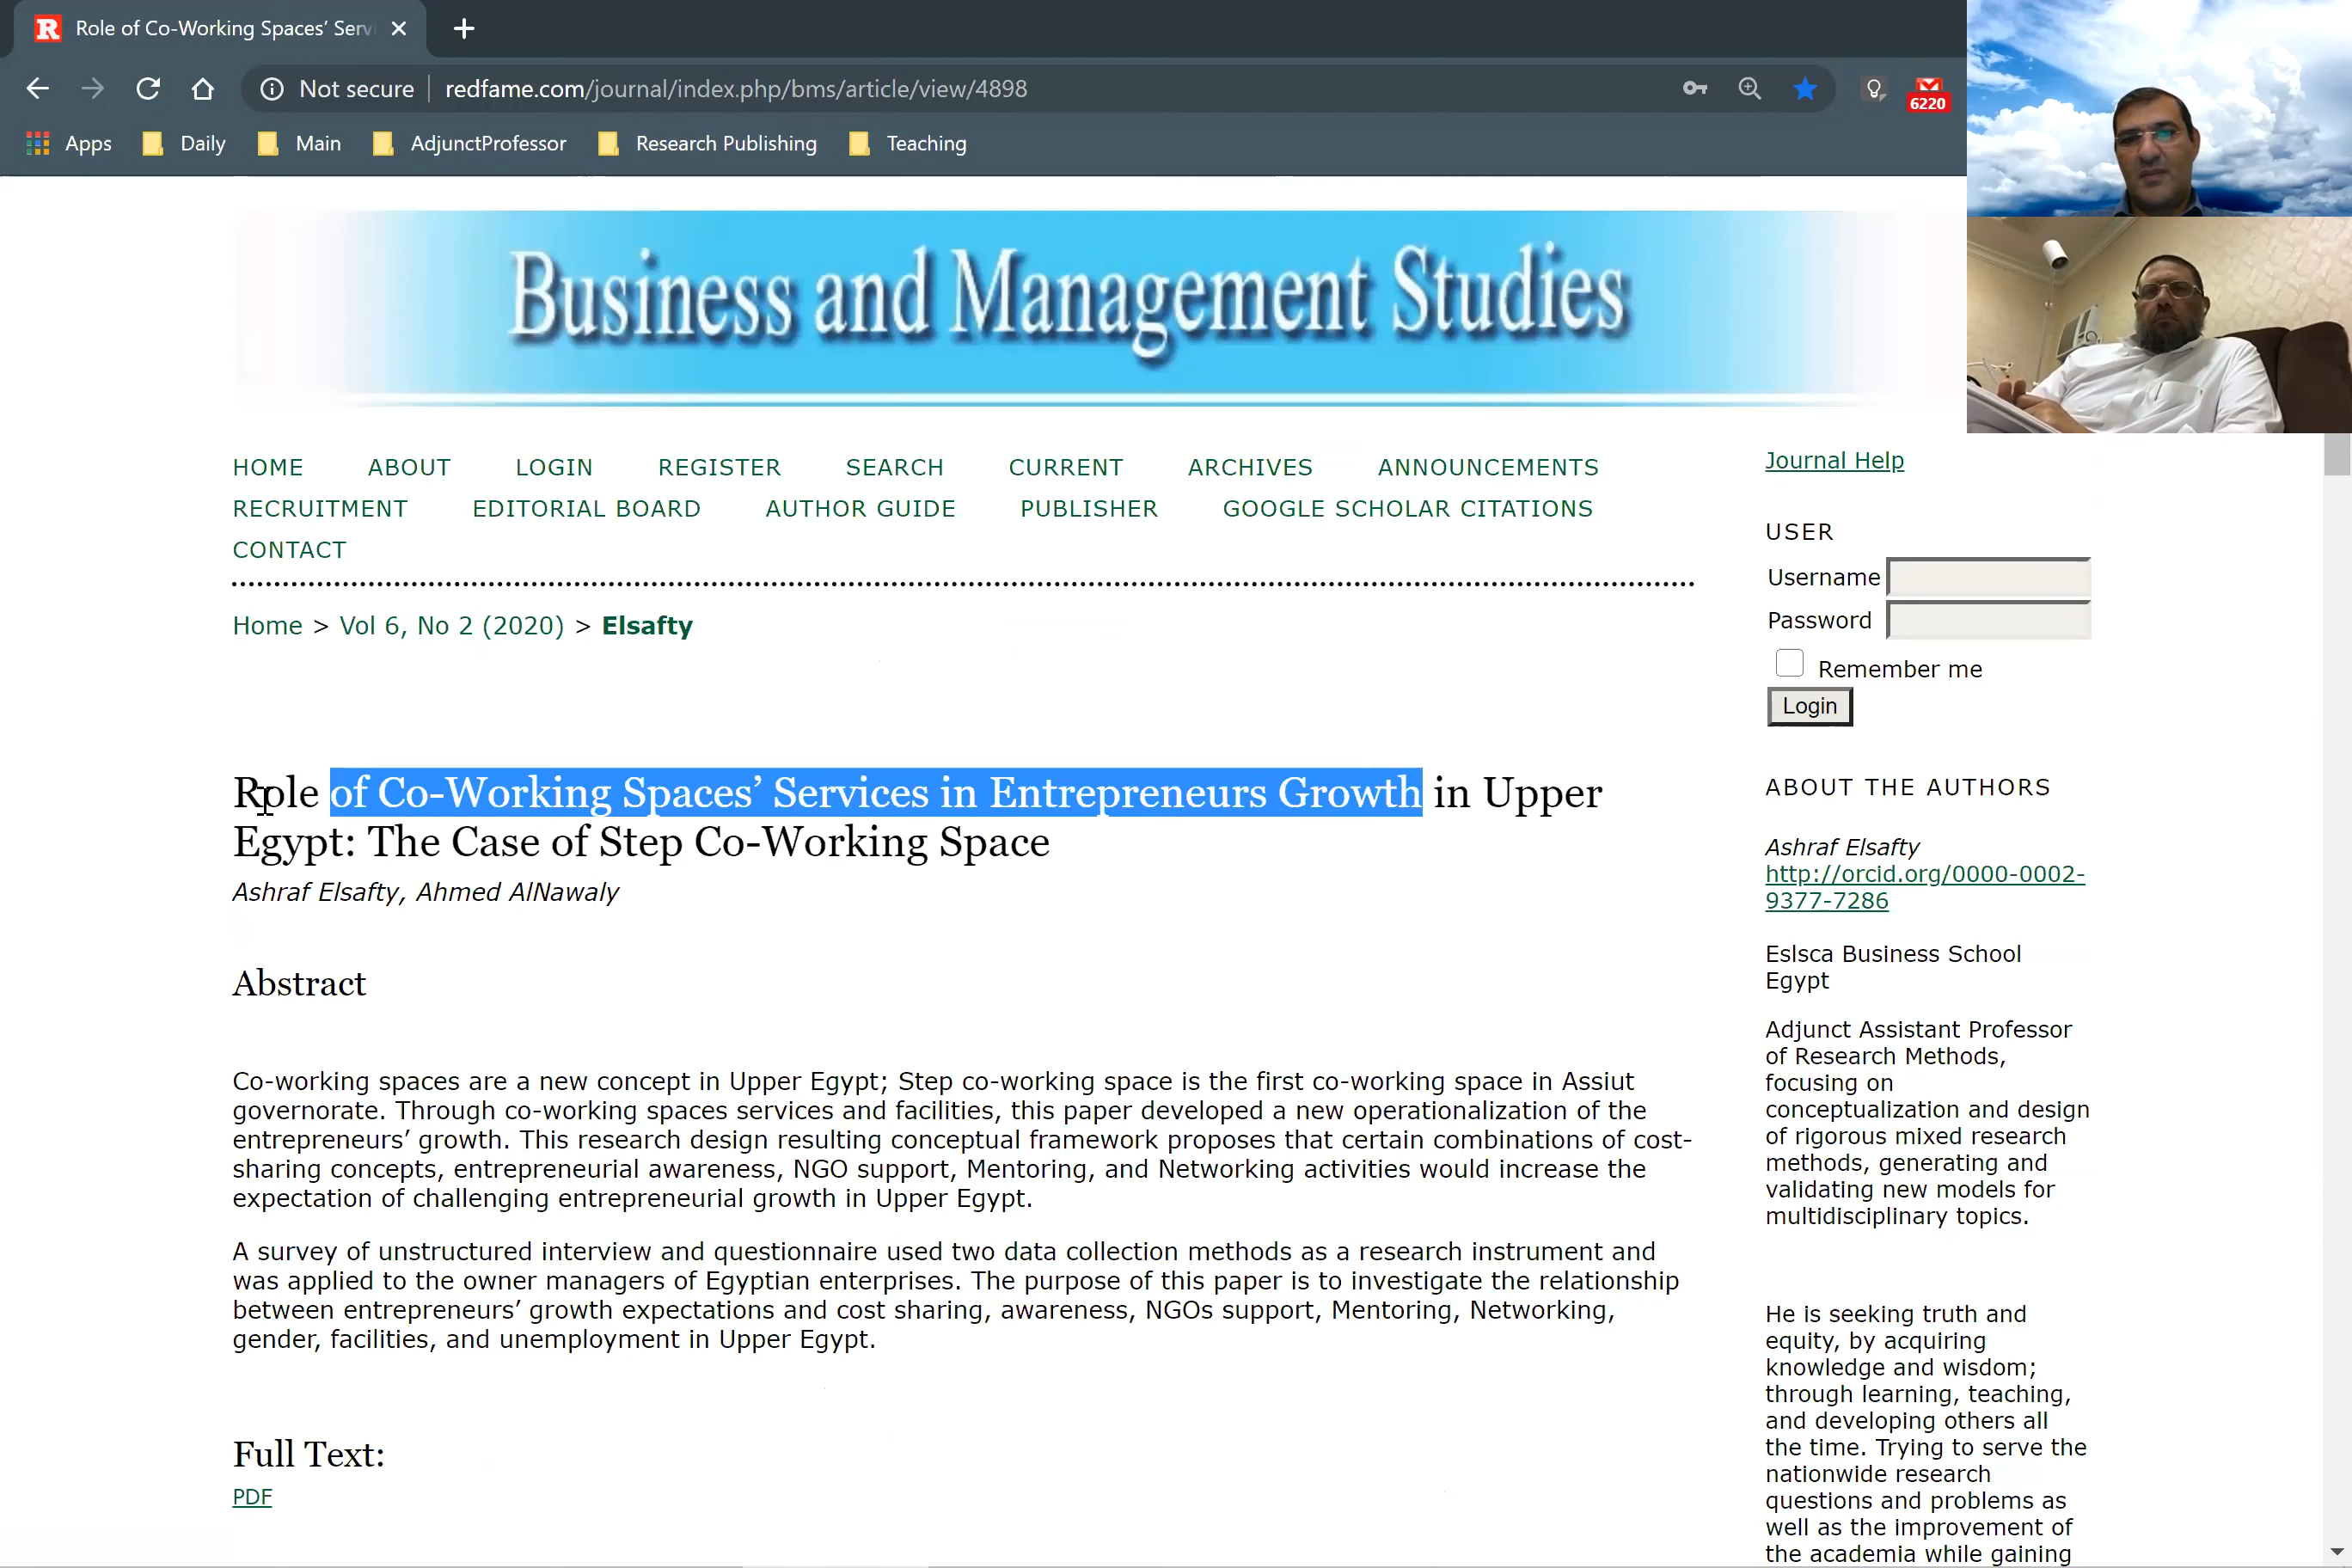 Role of Co-Working Spaces’ Serv
Not secure
redfame.com/journal/index.php/bms/article/view/4898
6220
Apps
Daily
Main
AdjunctProfessor
Research Publishing
Teaching
Business and Management Studies
HOME ABOUT LOGIN REGISTER SEARCH CURRENT ARCHIVES ANNOUNCEMENTS
RECRUITMENT EDITORIAL BOARD AUTHOR GUIDE PUBLISHER GOOGLE SCHOLAR CITATIONS
CONTACT
Home > Vol 6, No 2 (2020) > Elsafty
Role of Co-Working Spaces’ Services in Entrepreneurs Growth in Upper
Egypt: The Case of Step Co-Working Space
Ashraf Elsafty, Ahmed AlNawaly
Abstract
Co-working spaces are a new concept in Upper Egypt; Step co-working space is the first co-working space in Assiut
governorate. Through co-working spaces services and facilities, this paper developed a new operationalization of the
entrepreneurs’ growth. This research design resulting conceptual framework proposes that certain combinations of cost-
sharing concepts, entrepreneurial awareness, NGO support, Mentoring, and Networking activities would increase the
expectation of challenging entrepreneurial growth in Upper Egypt.
A survey of unstructured interview and questionnaire used two data collection methods as a research instrument and
was applied to the owner managers of Egyptian enterprises. The purpose of this paper is to investigate the relationship
between entrepreneurs’ growth expectations and cost sharing, awareness, NGOs support, Mentoring, Networking,
gender, facilities, and unemployment in Upper Egypt.
Full Text:
PDF
Journal Help
USER
Username
Password
Remember me
Login
ABOUT THE AUTHORS
Ashraf Elsafty
http://orcid.org/0000-0002-
9377-7286
Eslsca Business School
Egypt
Adjunct Assistant Professor
of Research Methods,
focusing on
conceptualization and design
of rigorous mixed research
methods, generating and
validating new models for
multidisciplinary topics.
He is seeking truth and
equity, by acquiring
knowledge and wisdom;
through learning, teaching,
and developing others all
the time. Trying to serve the
nationwide research
questions and problems as
well as the improvement of
the academia while gaining